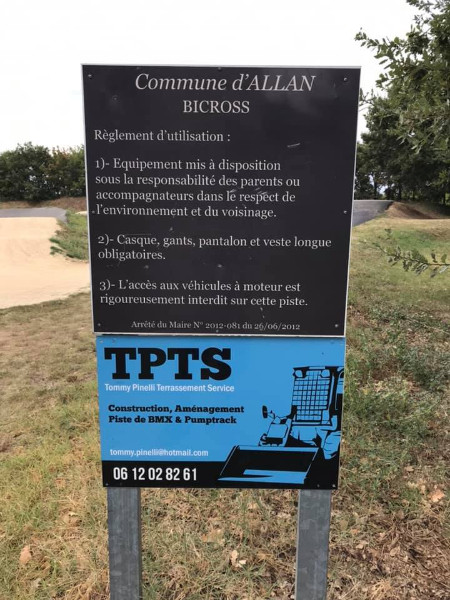 Commune d'ALLAN
BICROSS
Règlement d'utilisation :
1)- Equipement mis à disposition
sous la responsabilité des parents ou
accompagnateurs dans le respect de
l'environnement et du voisinage.
2)- Casque, gants, pantalon et veste longue
obligatoires.
3)- L'accès aux véhicules à moteur est
rigoureusement interdit sur cette piste.
Arrêté du Maire N° 2012-081 du 26/06/2012
TPTS
Tommy Pinelli Terrassement Service
Construction, Aménagement
Piste de BMX & Pumptrack
tommy.pinelli@hotmail.com
06 12 02 82 61